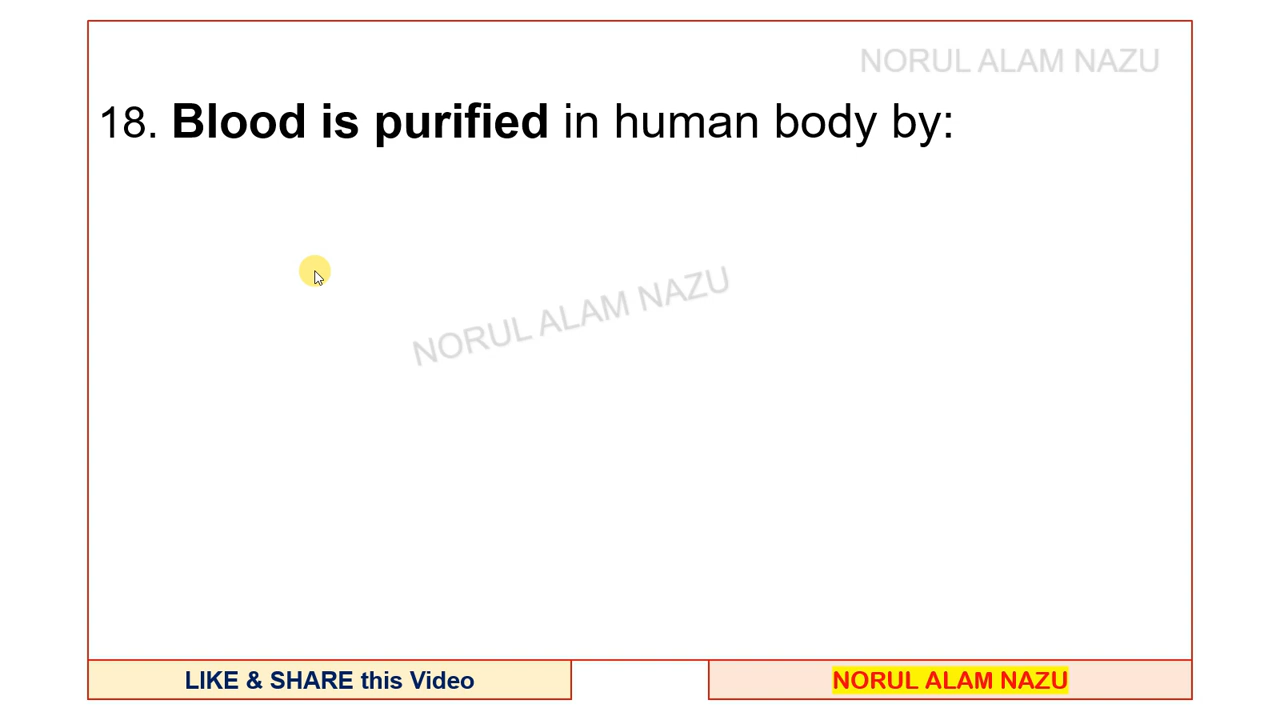 NORUL ALAM NAZU
18. Blood is purified in human body by:
NORUL ALAM NAZU
LIKE & SHARE this Video
NORUL ALAM NAZU